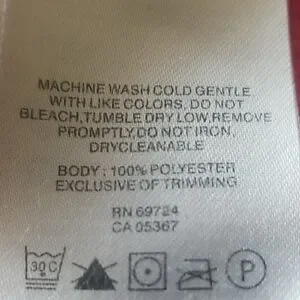 MACHINE WASH COLD GENTLE
WITH LIKE COLORS, DO NOT
BLEACH,TUMBLE DRY LOW,REMOVE
PROMPTLY,DO NOT IRON,
DRYCLEANABLE
BODY : 100% POLYESTER
EXCLUSIVE OF TRIMMING
RN 69724
CA 05367
30C P